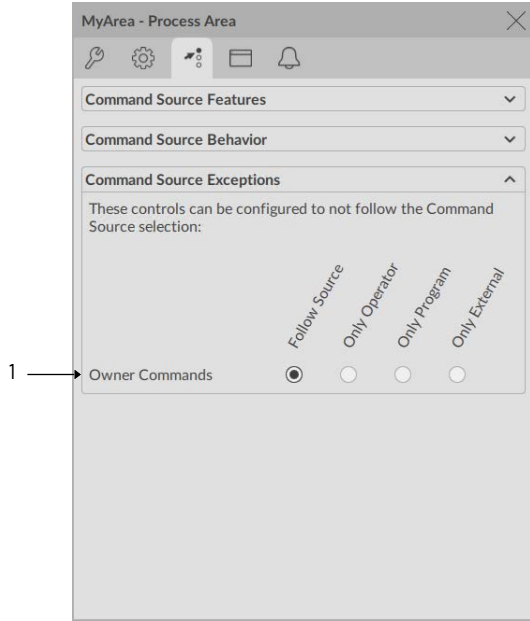 MyArea - Process Area
Command Source Features
Command Source Behavior
Command Source Exceptions
These controls can be configured to not follow the Command
Source selection:
Follow Source
Only Operator
Only Program
Only External
1
Owner Commands